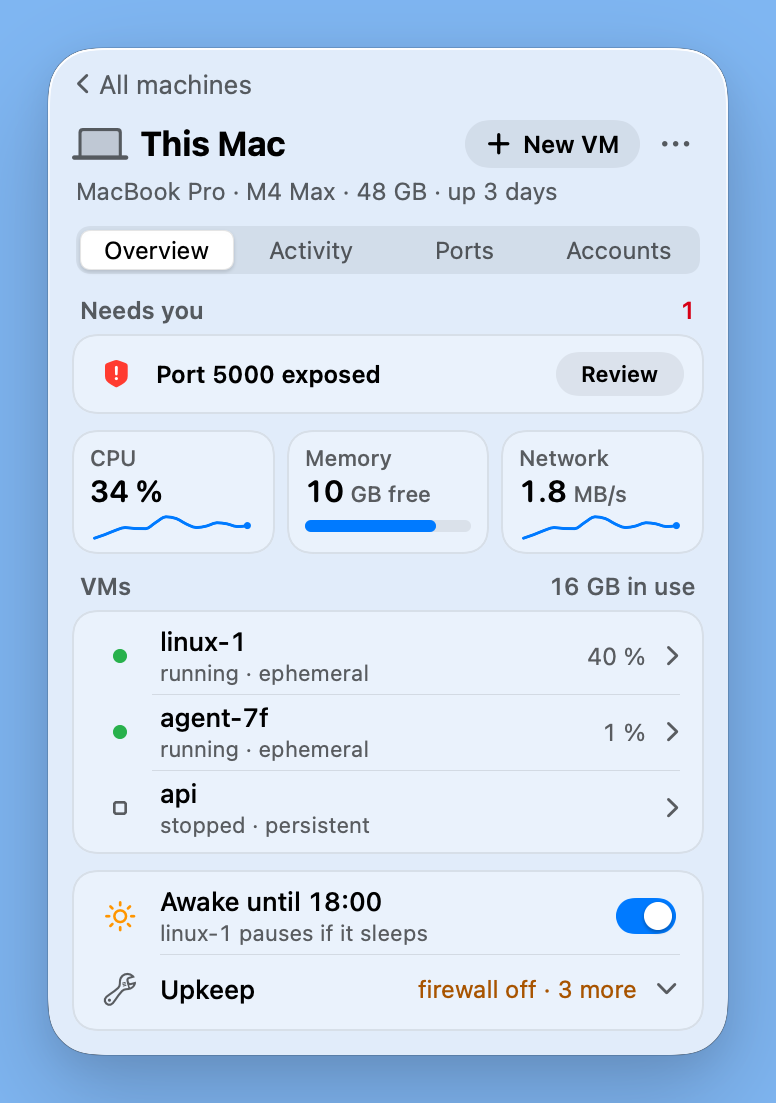 All machines
This Mac
New VM
MacBook Pro · M4 Max · 48 GB · up 3 days
Overview Activity Ports Accounts
Needs you 1
Port 5000 exposed Review
CPU Memory Network
34 % 10 GB free 1.8 MB/s
VMs 16 GB in use
linux-1
running · ephemeral
40 %
agent-7f
running · ephemeral
1 %
api
stopped · persistent
Awake until 18:00
linux-1 pauses if it sleeps
Upkeep firewall off · 3 more